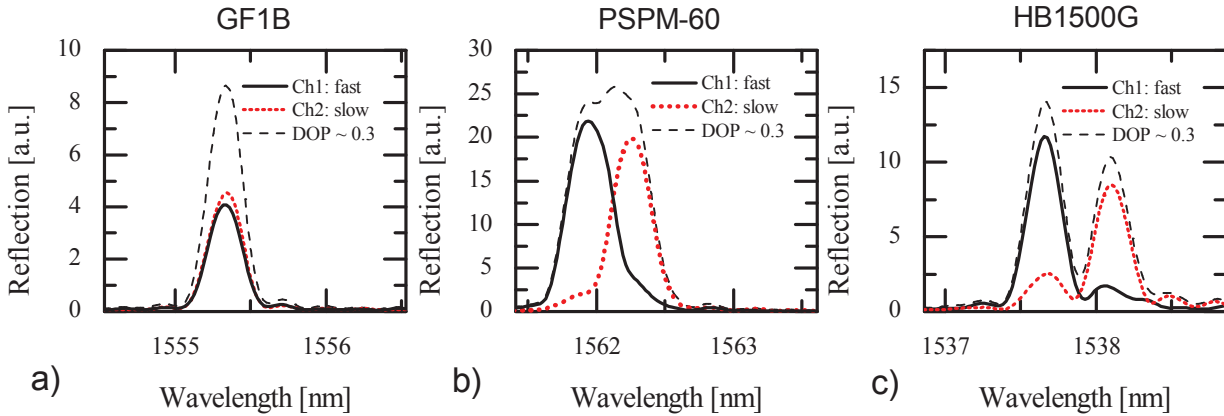 GF1B
10
8
6
4
2
0
Ch1: fast
Ch2: slow
DOP ~ 0.3
1555
1556
Reflection [a.u.]
Wavelength [nm]
a)
PSPM-60
30
25
20
15
10
5
0
Ch1: fast
Ch2: slow
DOP ~ 0.3
1562
1563
Reflection [a.u.]
Wavelength [nm]
b)
HB1500G
15
10
5
0
Ch1: fast
Ch2: slow
DOP ~ 0.3
1537
1538
Reflection [a.u.]
Wavelength [nm]
c)